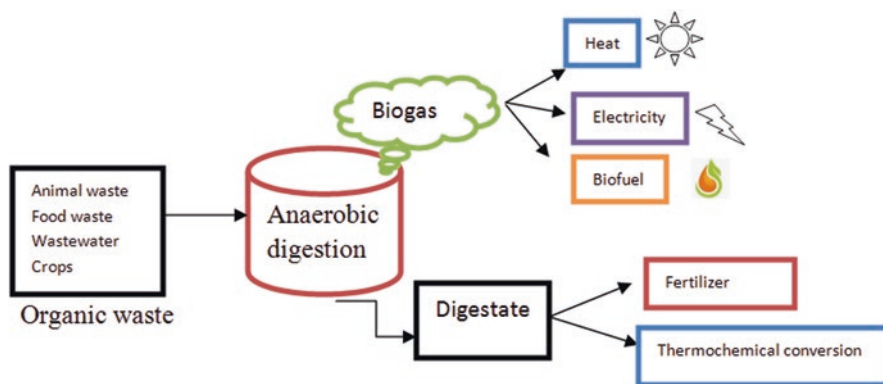 Heat
Biogas
Electricity
Biofuel
Animal waste
Food waste
Wastewater
Crops
Organic waste
Anaerobic
digestion
Digestate
Fertilizer
Thermochemical conversion